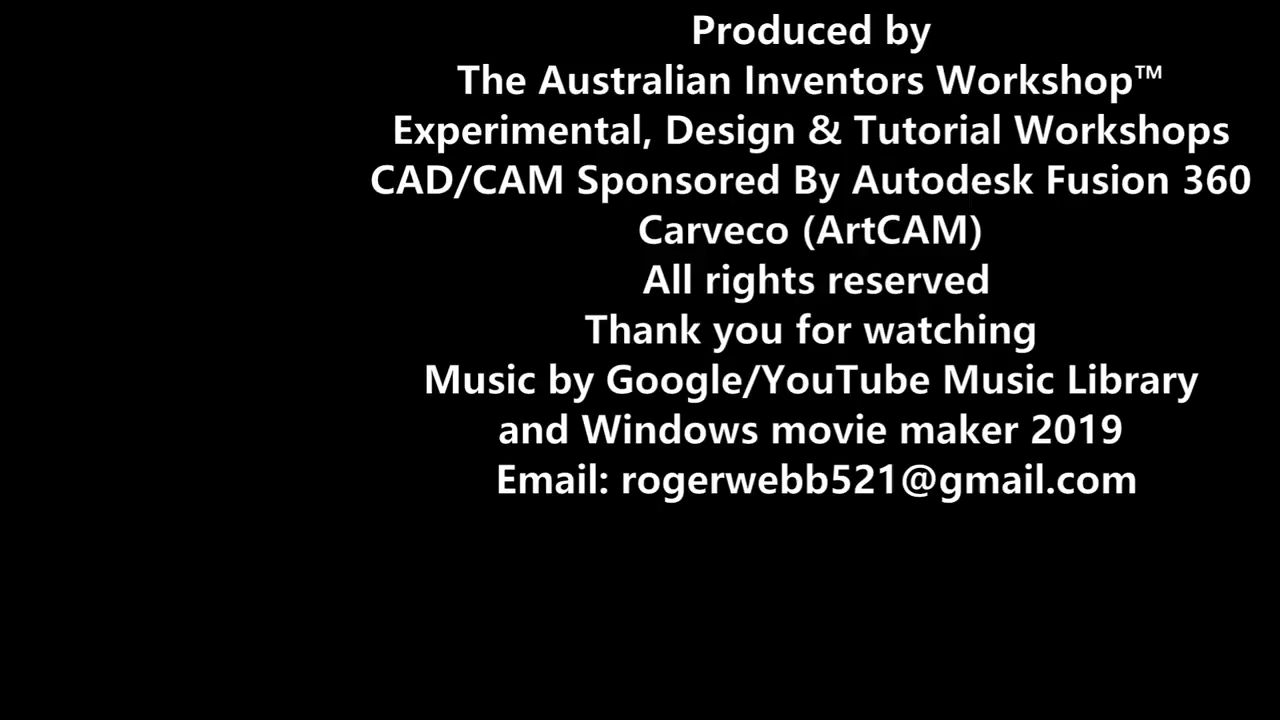 Produced by
The Australian Inventors Workshop™
Experimental, Design & Tutorial Workshops
CAD/CAM Sponsored By Autodesk Fusion 360
Carveco (ArtCAM)
All rights reserved
Thank you for watching
Music by Google/YouTube Music Library
and Windows movie maker 2019
Email: rogerwebb521@gmail.com